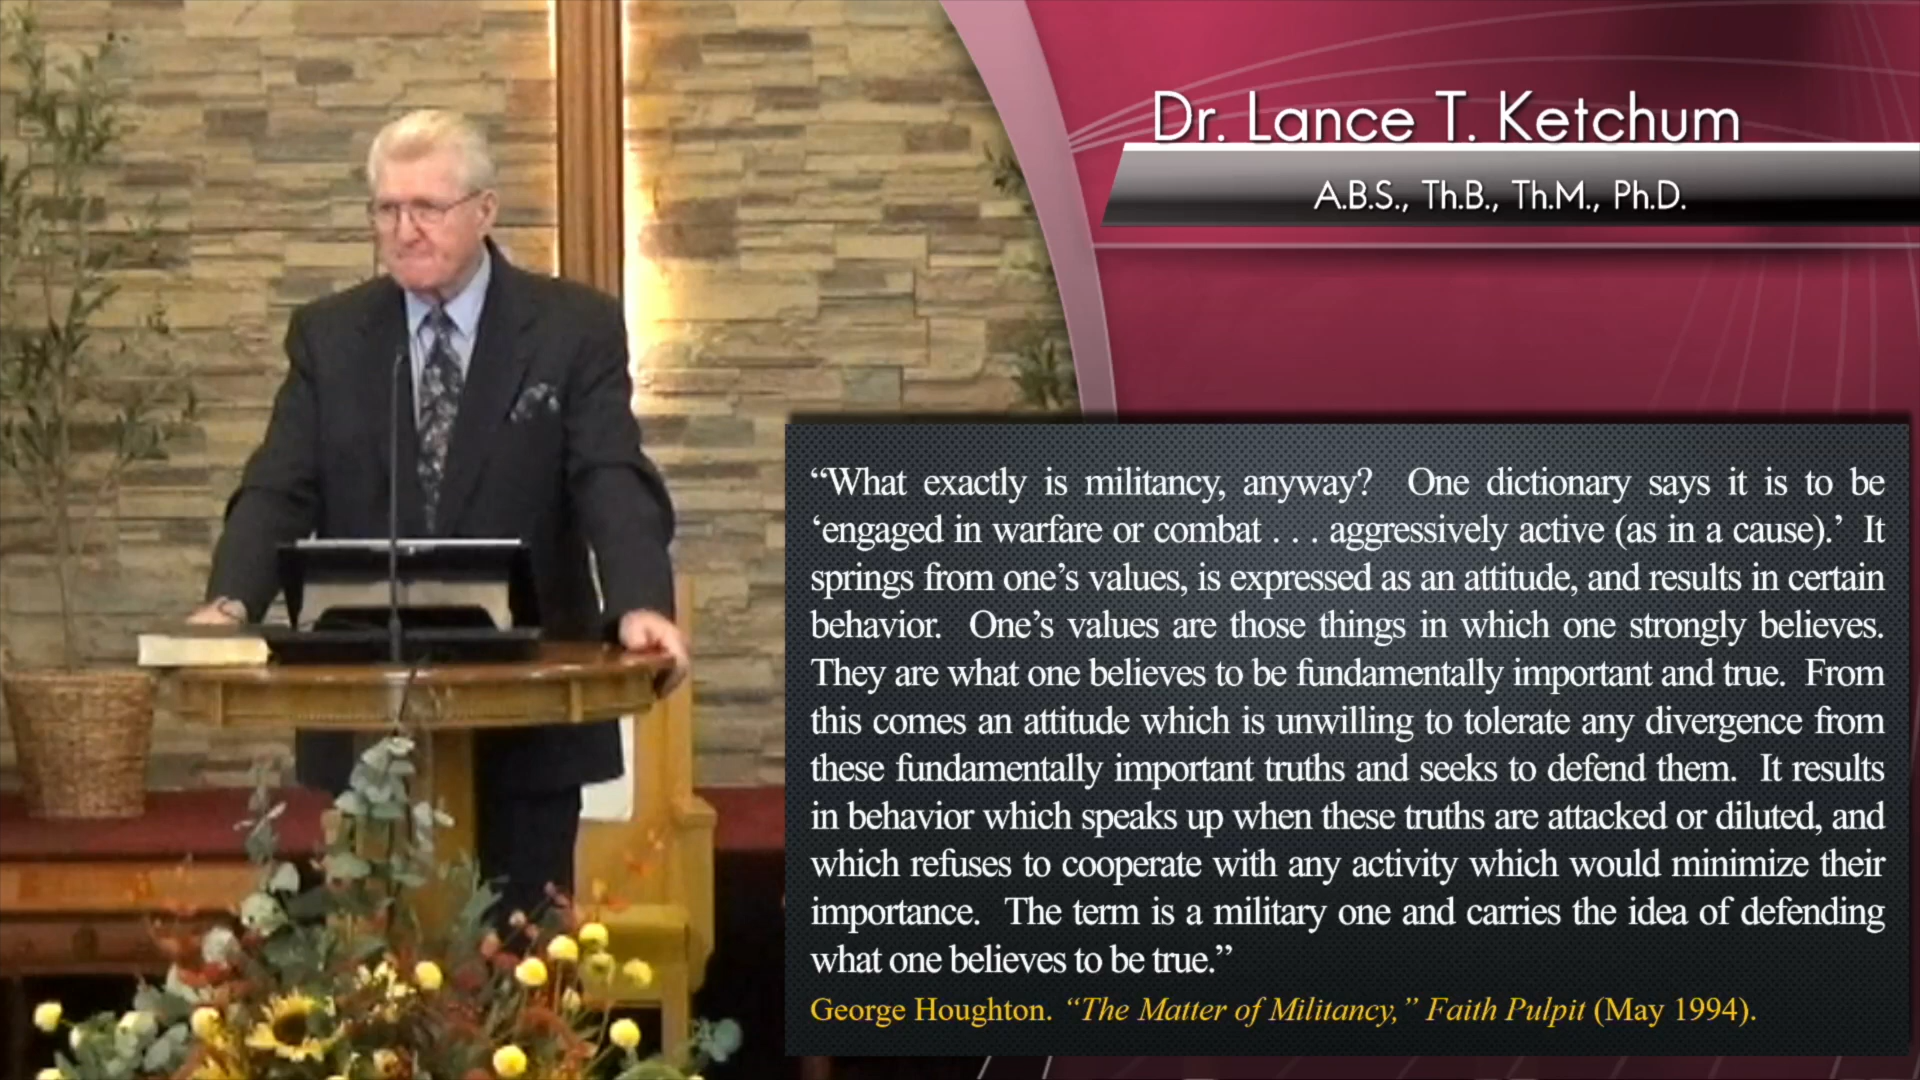 Dr. Lance T. Ketchum
A.B.S., Th.B., Th.M., Ph.D.
“What exactly is militancy, anyway? One dictionary says it is to be
‘engaged in warfare or combat . . . aggressively active (as in a cause).’ It
springs from one’s values, is expressed as an attitude, and results in certain
behavior. One’s values are those things in which one strongly believes.
They are what one believes to be fundamentally important and true. From
this comes an attitude which is unwilling to tolerate any divergence from
these fundamentally important truths and seeks to defend them. It results
in behavior which speaks up when these truths are attacked or diluted, and
which refuses to cooperate with any activity which would minimize their
importance. The term is a military one and carries the idea of defending
what one believes to be true.”
George Houghton. “The Matter of Militancy,” Faith Pulpit (May 1994).